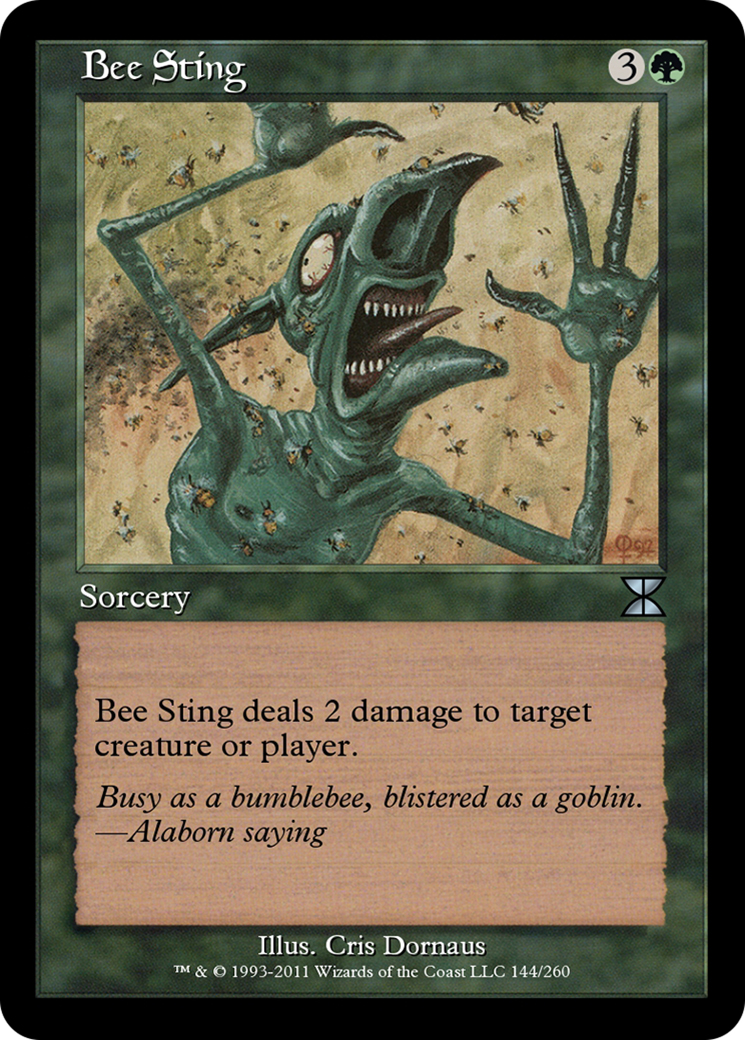 Bee Sting 3
Sorcery
Bee Sting deals 2 damage to target
creature or player.
Busy as a bumblebee, blistered as a goblin.
—Alaborn saying
Illus. Cris Dornaus
™ & © 1993-2011 Wizards of the Coast LLC 144/260